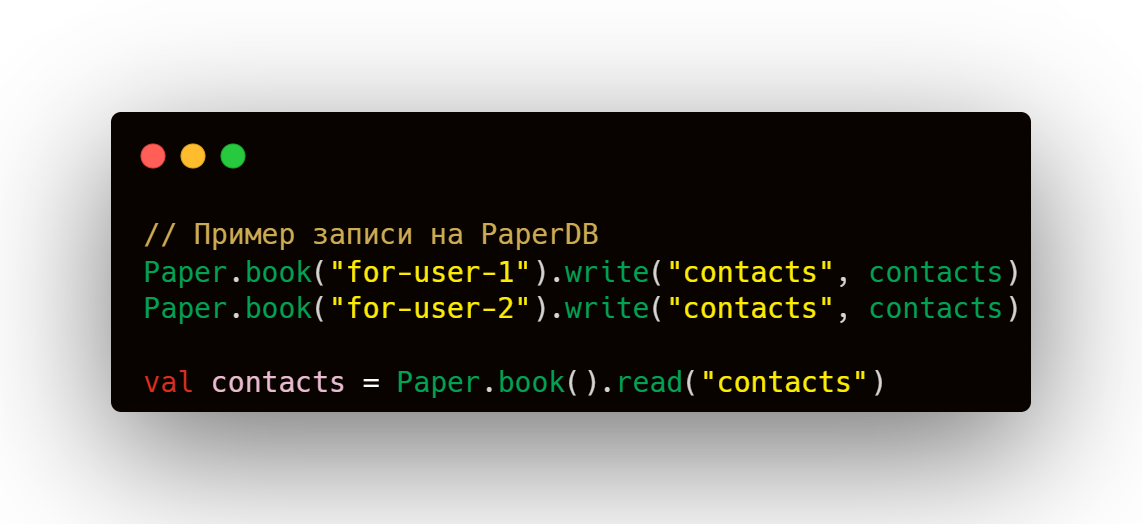 // Пример записи на PaperDB
Paper.book("for-user-1").write("contacts", contacts)
Paper.book("for-user-2").write("contacts", contacts)
val contacts = Paper.book().read("contacts")